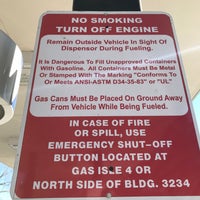 NO SMOKING
TURN OFF ENGINE
Remain Outside Vehicle In Sight Of
Dispensor During Fueling.
It Is Dangerous To Fill Unapproved Containers
With Gasoline. All Containers Must Be Metal
Or Stamped With The Marking "Conforms To
Or Meets ANSI-ASTM D34-35-83" or "UL"
Gas Cans Must Be Placed On Ground Away
From Vehicle While Being Fueled.
IN CASE OF FIRE
OR SPILL, USE
EMERGENCY SHUT-OFF
BUTTON LOCATED AT
GAS ISLE 4 OR
NORTH SIDE OF BLDG. 3234